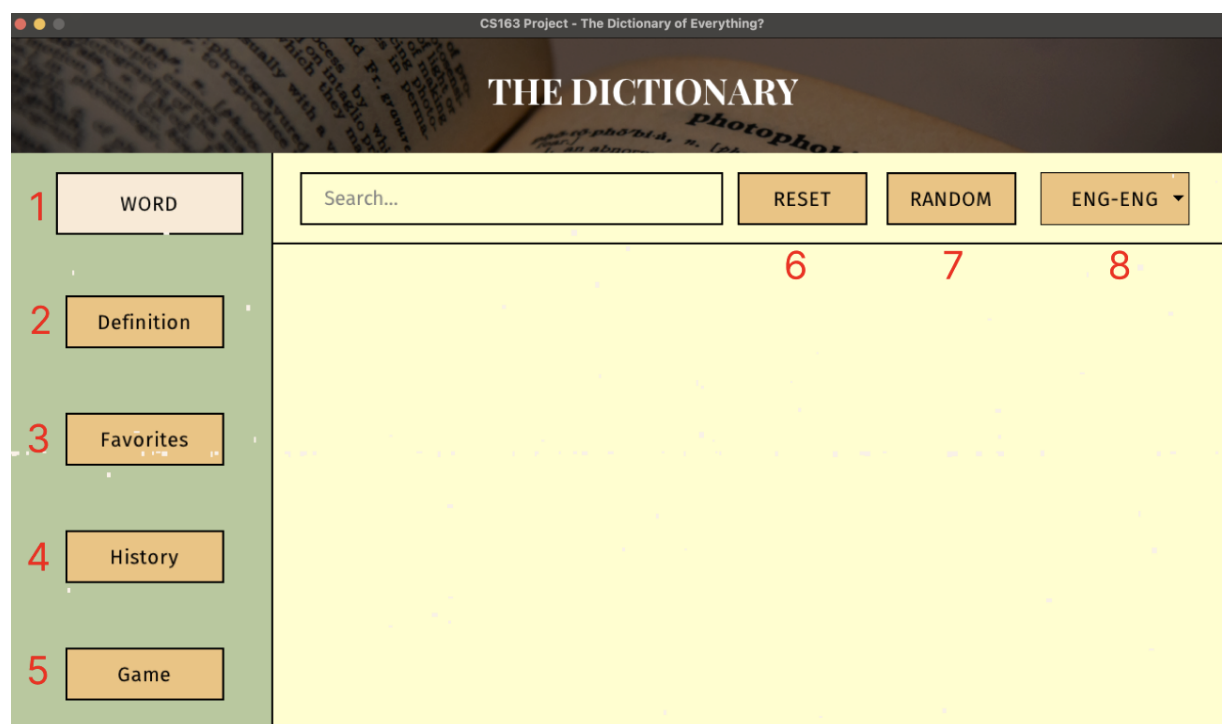 CS163 Project - The Dictionary of Everything?
THE DICTIONARY
photophobia, n.
1 WORD
Search...
RESET
RANDOM
ENG-ENG
6
7
8
2 Definition
3 Favorites
4 History
5 Game